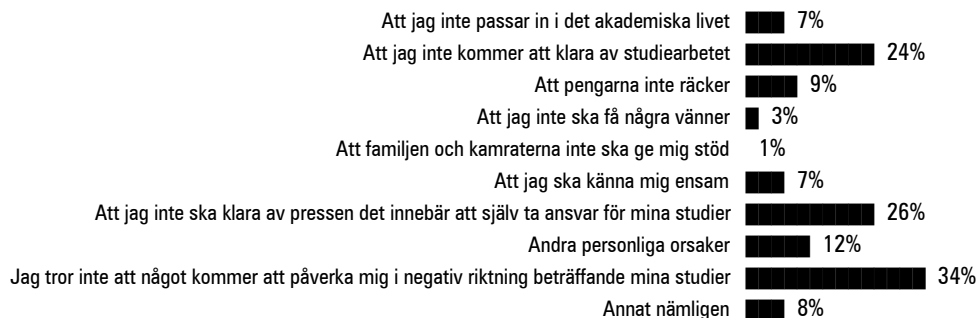 Att jag inte passar in i det akademiska livet 7%
Att jag inte kommer att klara av studiearbetet 24%
Att pengarna inte räcker 9%
Att jag inte ska få några vänner 3%
Att familjen och kamraterna inte ska ge mig stöd 1%
Att jag ska känna mig ensam 7%
Att jag inte ska klara av pressen det innebär att själv ta ansvar för mina studier 26%
Andra personliga orsaker 12%
Jag tror inte att något kommer att påverka mig i negativ riktning beträffande mina studier 34%
Annat nämligen 8%